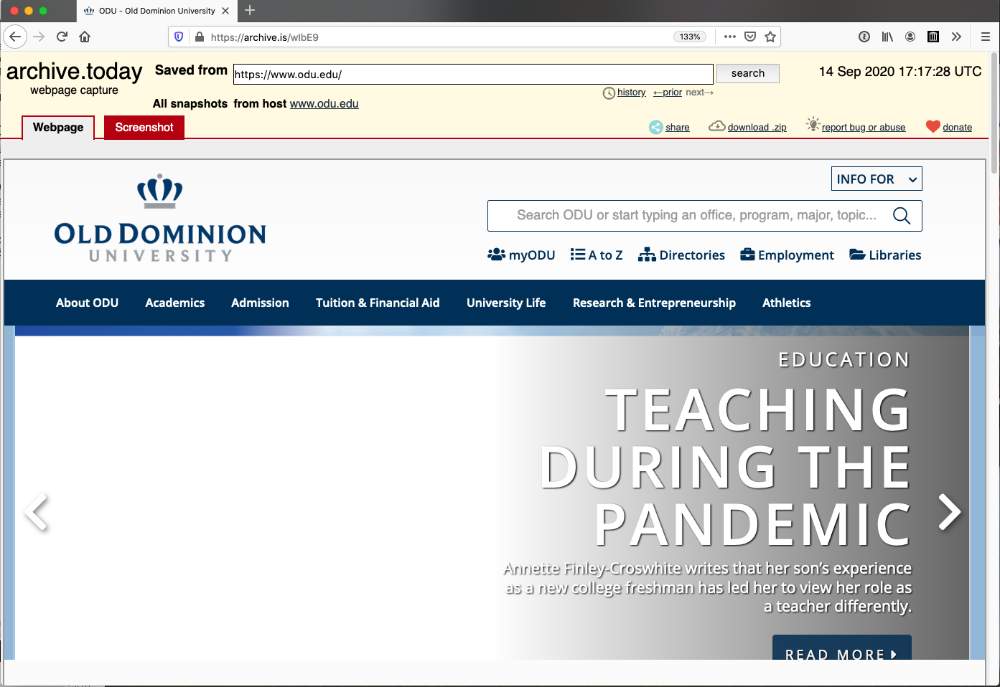 ODU - Old Dominion University
https://archive.is/wIbE9
133%
archive.today
webpage capture
Saved from
https://www.odu.edu/
search
14 Sep 2020 17:17:28 UTC
history ←prior next→
All snapshots from host www.odu.edu
Webpage
Screenshot
share
download .zip
report bug or abuse
donate
INFO FOR
OLD DOMINION
UNIVERSITY
Search ODU or start typing an office, program, major, topic...
myODU A to Z Directories Employment Libraries
About ODU Academics Admission Tuition & Financial Aid University Life Research & Entrepreneurship Athletics
EDUCATION
TEACHING
DURING THE
PANDEMIC
Annette Finley-Croswhite writes that her son's experience
as a new college freshman has led her to view her role as
a teacher differently.
READ MORE